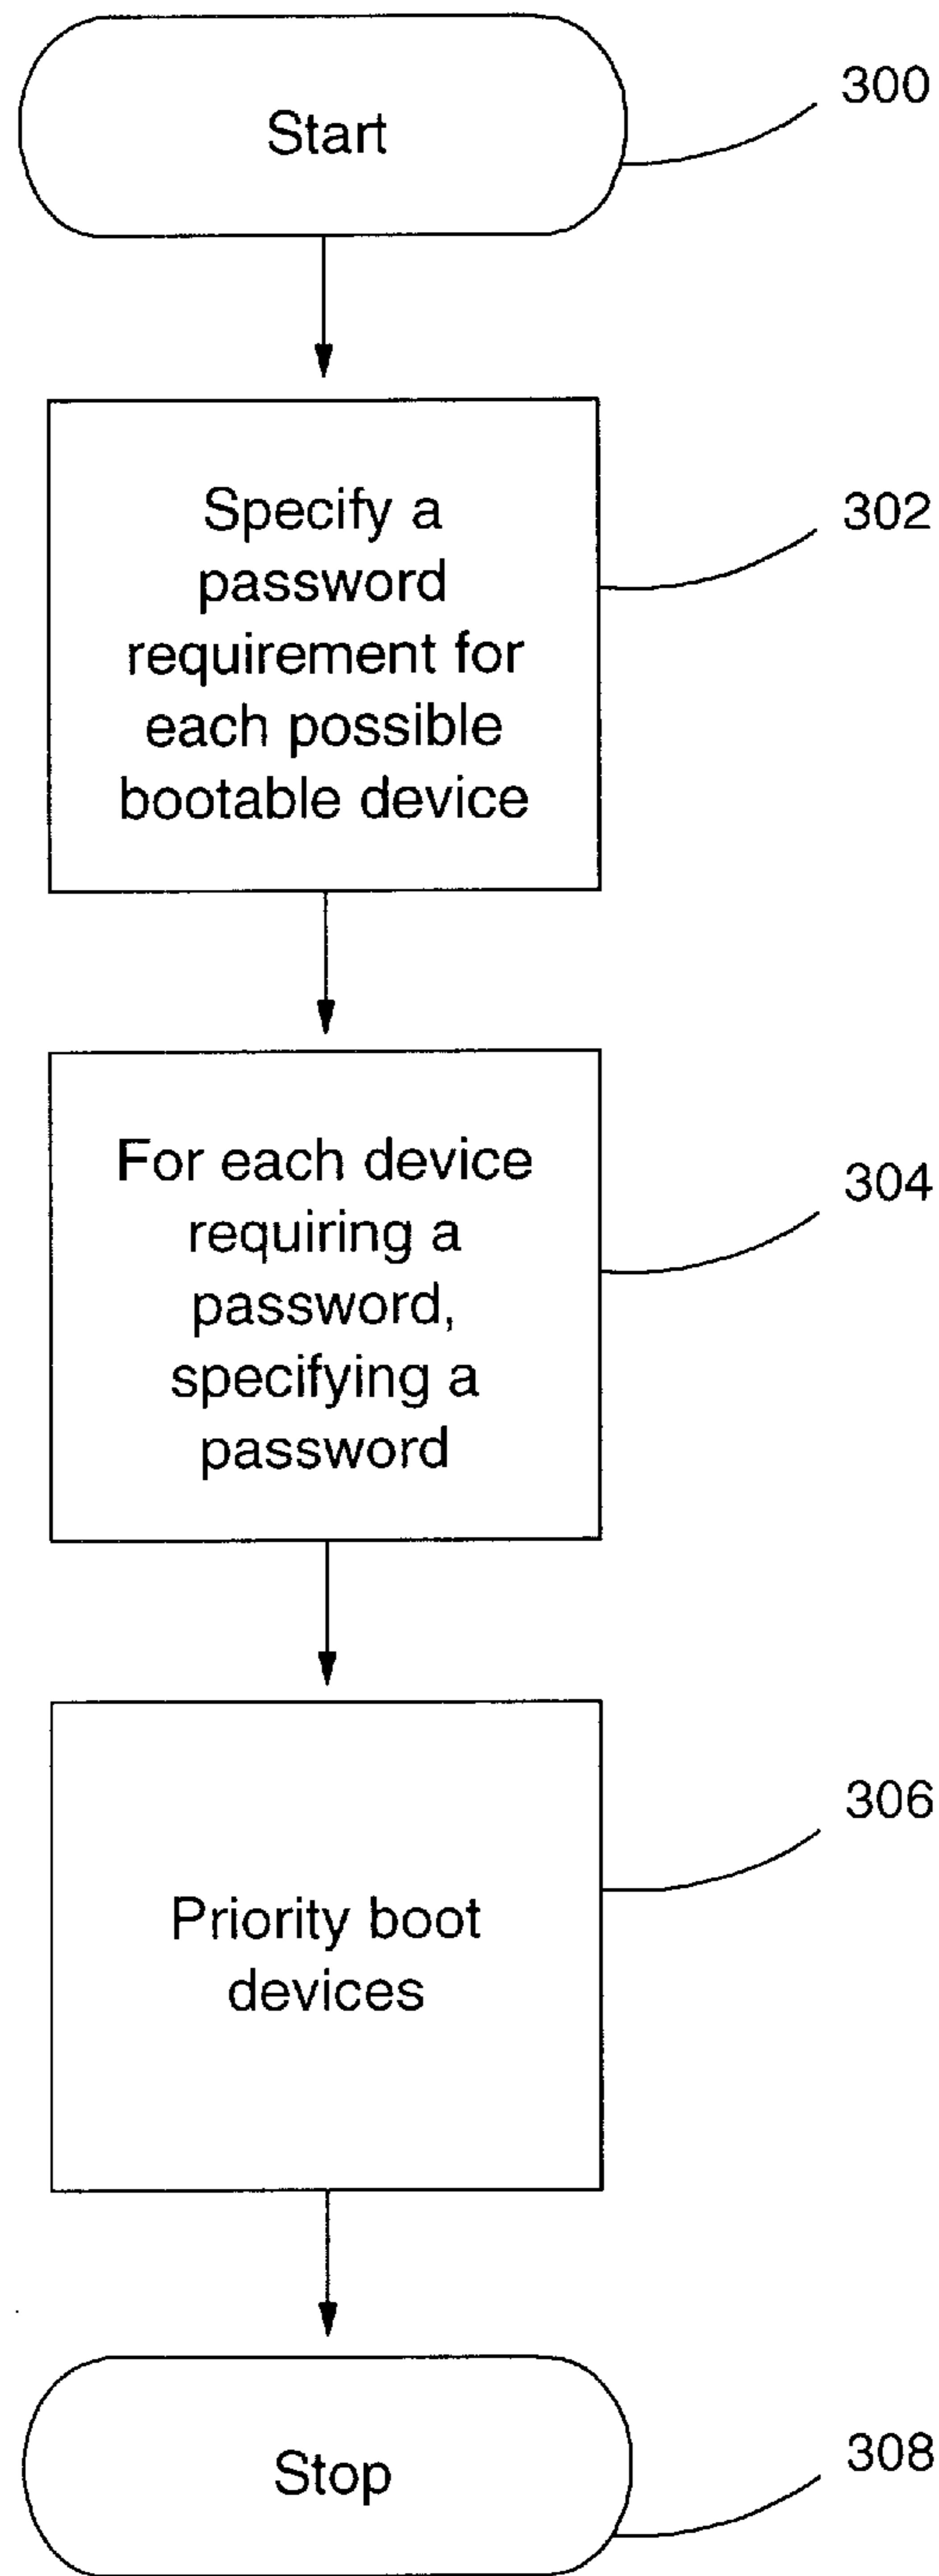 Start
300
Specify a
password
requirement for
each possible
bootable device
302
For each device
requiring a
password,
specifying a
password
304
Priority boot
devices
306
Stop
308